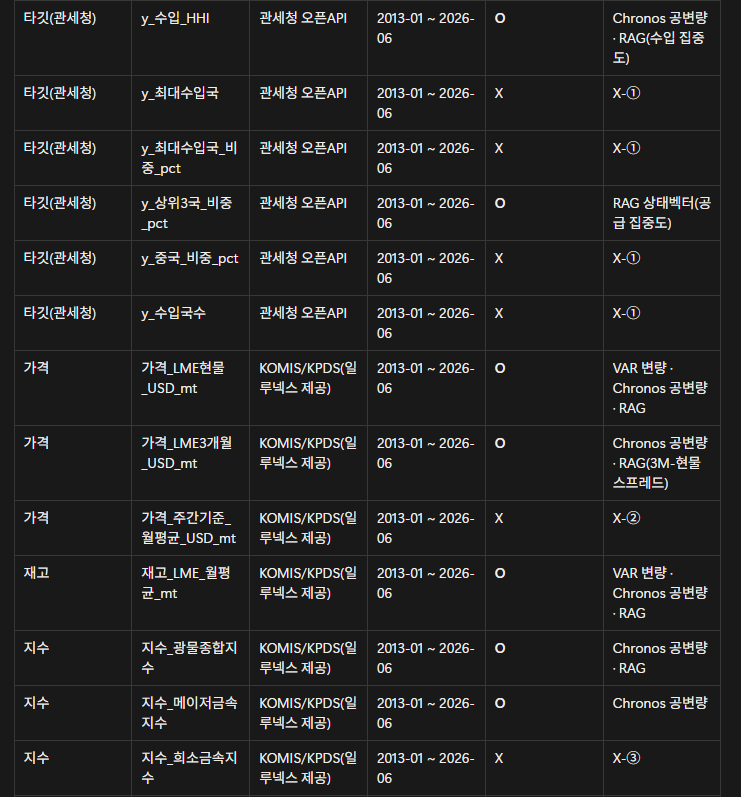 타깃(관세청) y_수입_HHI 관세청 오픈API 2013-01 ~ 2026- O Chronos 공변량
06 · RAG(수입 집중
도)
타깃(관세청) y_최대수입국 관세청 오픈API 2013-01 ~ 2026- X X-①
06
타깃(관세청) y_최대수입국_비 관세청 오픈API 2013-01 ~ 2026- X X-①
중_pct 06
타깃(관세청) y_상위3국_비중 관세청 오픈API 2013-01 ~ 2026- O RAG 상태벡터(공
_pct 06 급 집중도)
타깃(관세청) y_중국_비중_pct 관세청 오픈API 2013-01 ~ 2026- X X-①
06
타깃(관세청) y_수입국수 관세청 오픈API 2013-01 ~ 2026- X X-①
06
가격 가격_LME현물 KOMIS/KPDS(일 2013-01 ~ 2026- O VAR 변량 ·
_USD_mt 루넥스 제공) 06 Chronos 공변량
· RAG
가격 가격_LME3개월 KOMIS/KPDS(일 2013-01 ~ 2026- O Chronos 공변량
_USD_mt 루넥스 제공) 06 · RAG(3M-현물
스프레드)
가격 가격_주간기준_ KOMIS/KPDS(일 2013-01 ~ 2026- X X-②
월평균_USD_mt 루넥스 제공) 06
재고 재고_LME_월평 KOMIS/KPDS(일 2013-01 ~ 2026- O VAR 변량 ·
균_mt 루넥스 제공) 06 Chronos 공변량
· RAG
지수 지수_광물종합지 KOMIS/KPDS(일 2013-01 ~ 2026- O Chronos 공변량
수 루넥스 제공) 06 · RAG
지수 지수_메이저금속 KOMIS/KPDS(일 2013-01 ~ 2026- O Chronos 공변량
지수 루넥스 제공) 06
지수 지수_희소금속지 KOMIS/KPDS(일 2013-01 ~ 2026- X X-③
수 루넥스 제공) 06